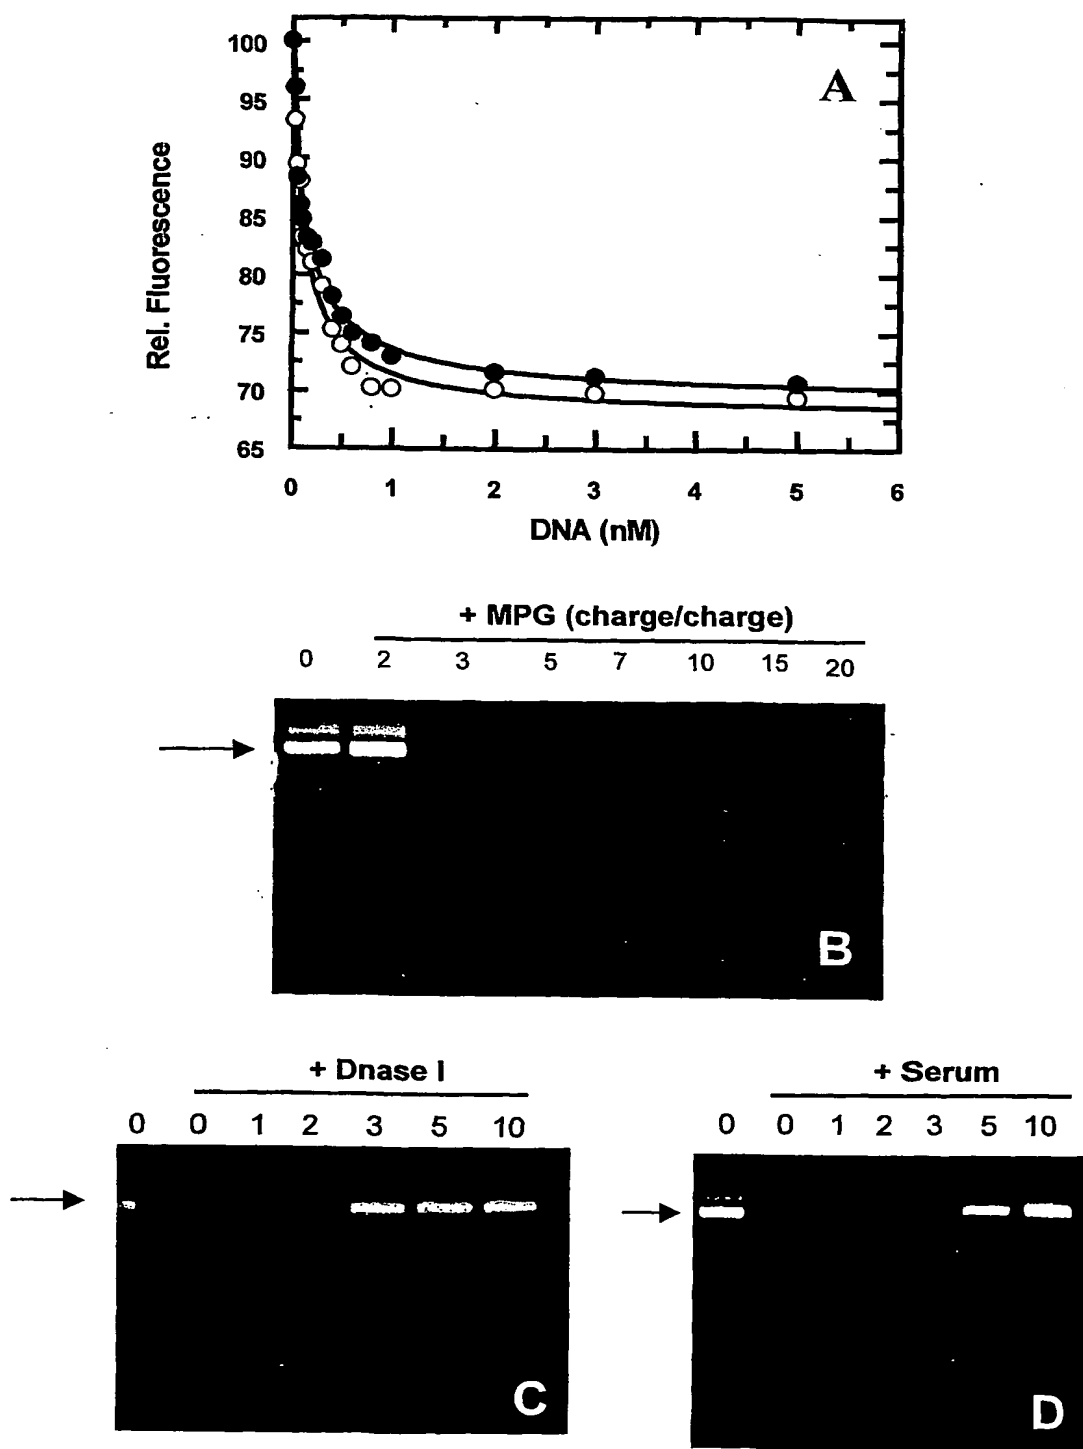 A
100
95
90
85
80
75
70
65
Rel. Fluorescence
0 1 2 3 4 5 6
DNA (nM)
+ MPG (charge/charge)
0 2 3 5 7 10 15 20
B
+ Dnase I
0 0 1 2 3 5 10
C
+ Serum
0 0 1 2 3 5 10
D